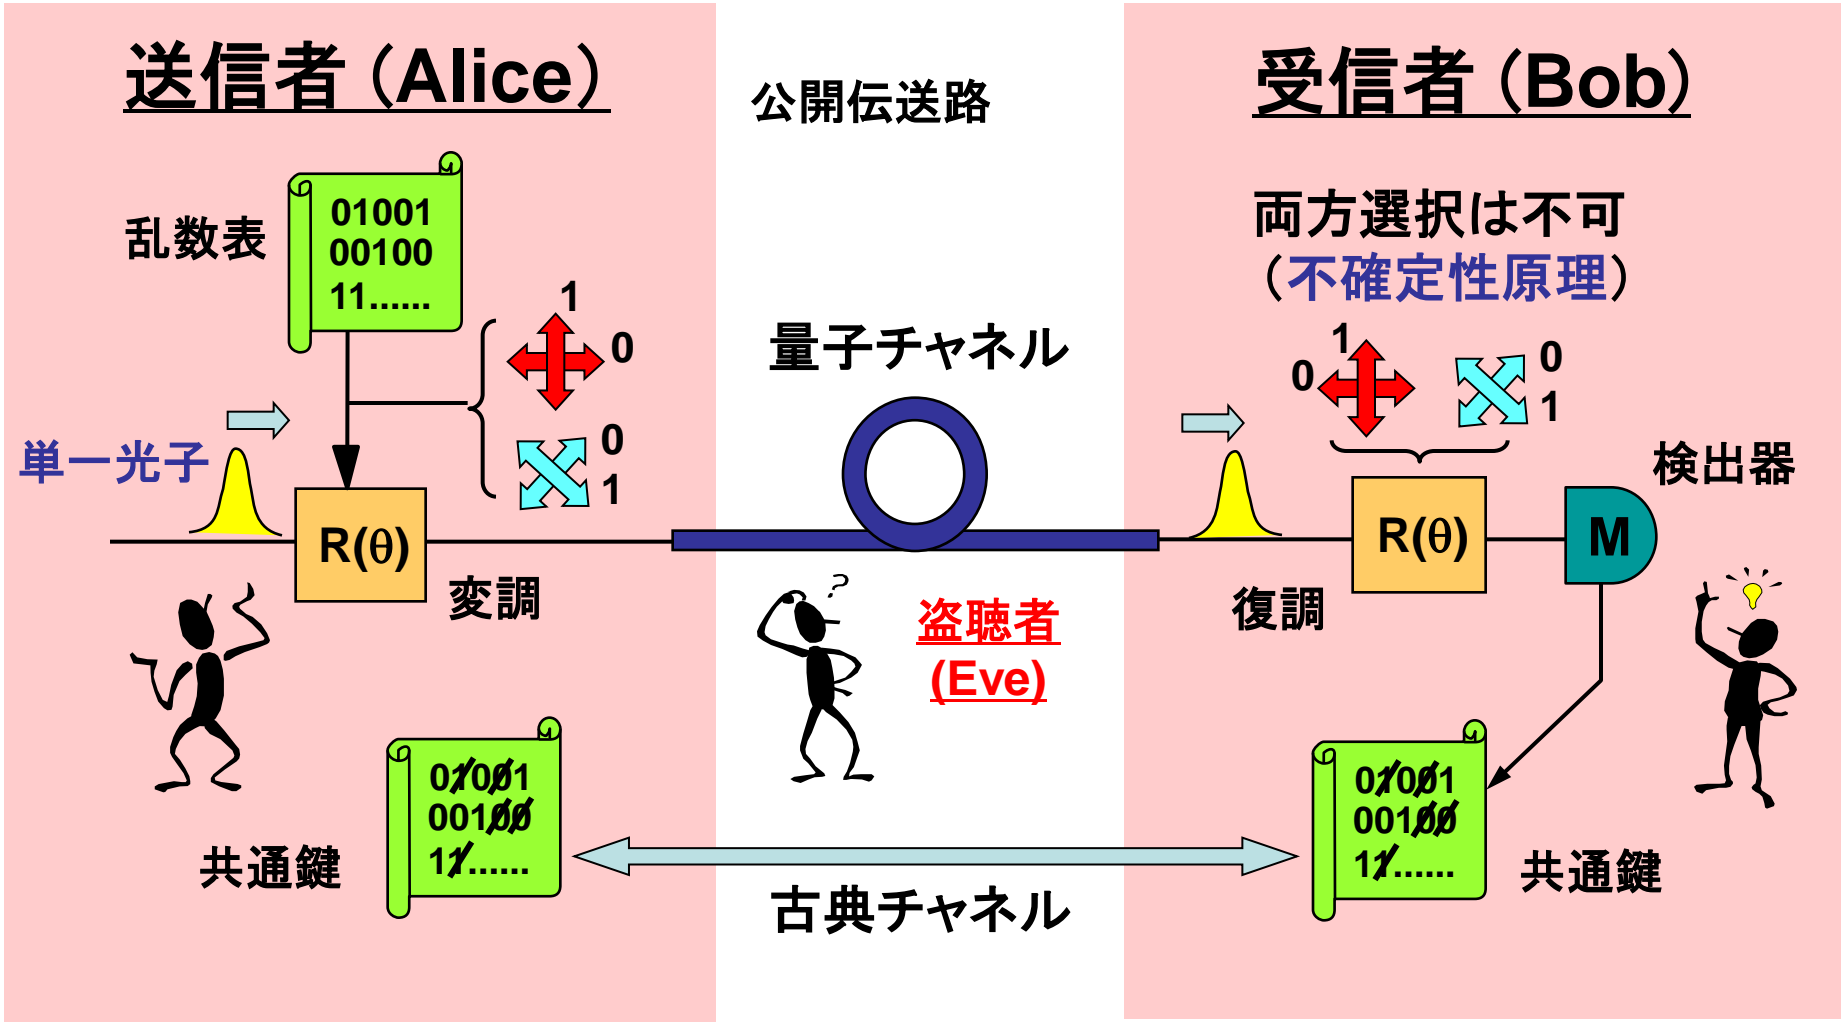 送信者（Alice）
公開伝送路
受信者（Bob）
乱数表
01001
00100
11......
両方選択は不可
（不確定性原理）
1
0
0
1
単一光子
R(θ)
変調
量子チャネル
1
0
0
1
検出器
R(θ)
M
復調
?
盗聴者
(Eve)
01001
00100
11......
共通鍵
古典チャネル
01001
00100
11......
共通鍵